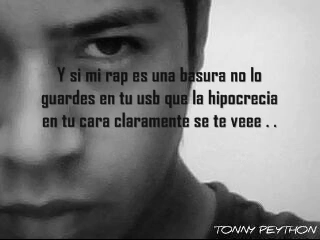 Y si mi rap es una basura no lo
guardes en tu usb que la hipocrecia
en tu cara claramente se te veee . .
TONNY PEYTHON